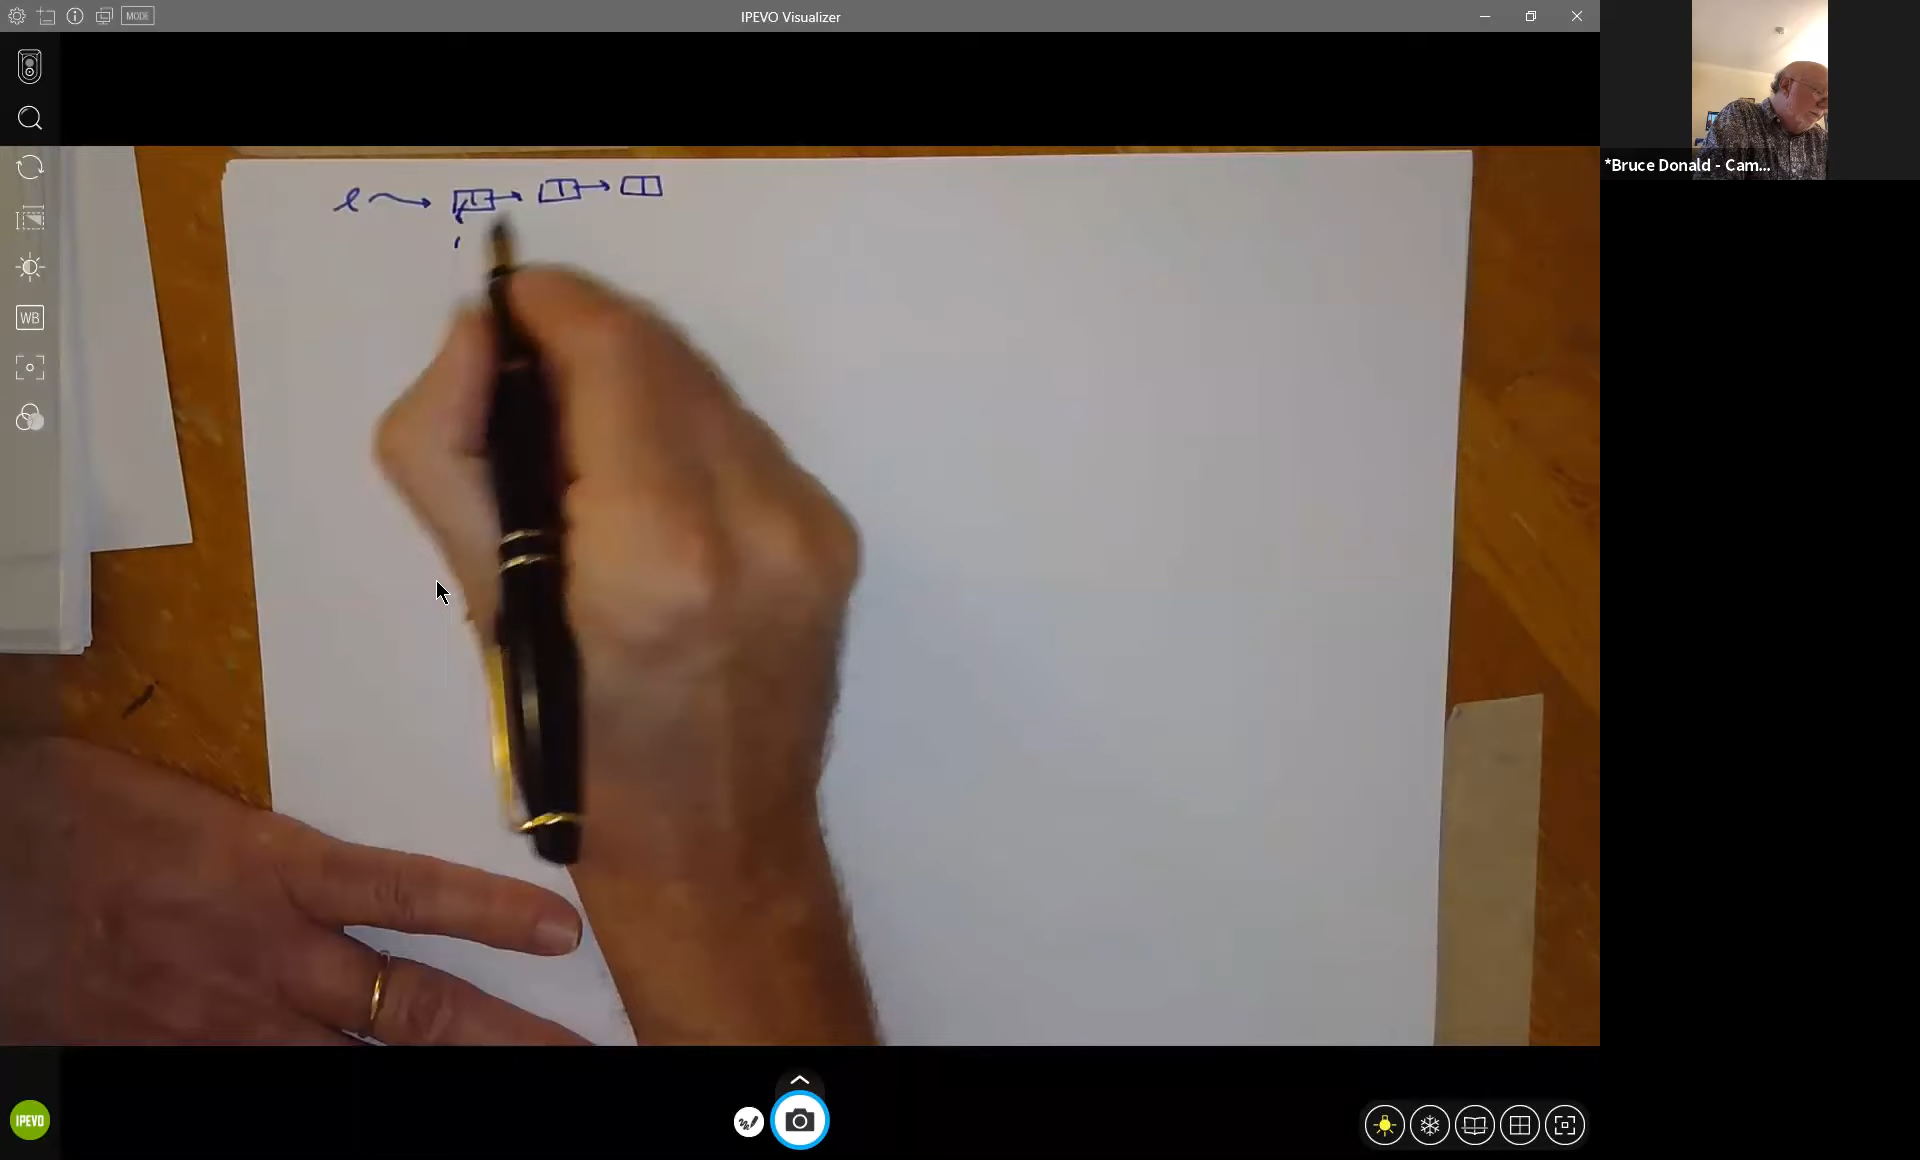 MODE
IPEVO Visualizer
*Bruce Donald - Cam...
WB
l
IPEVO